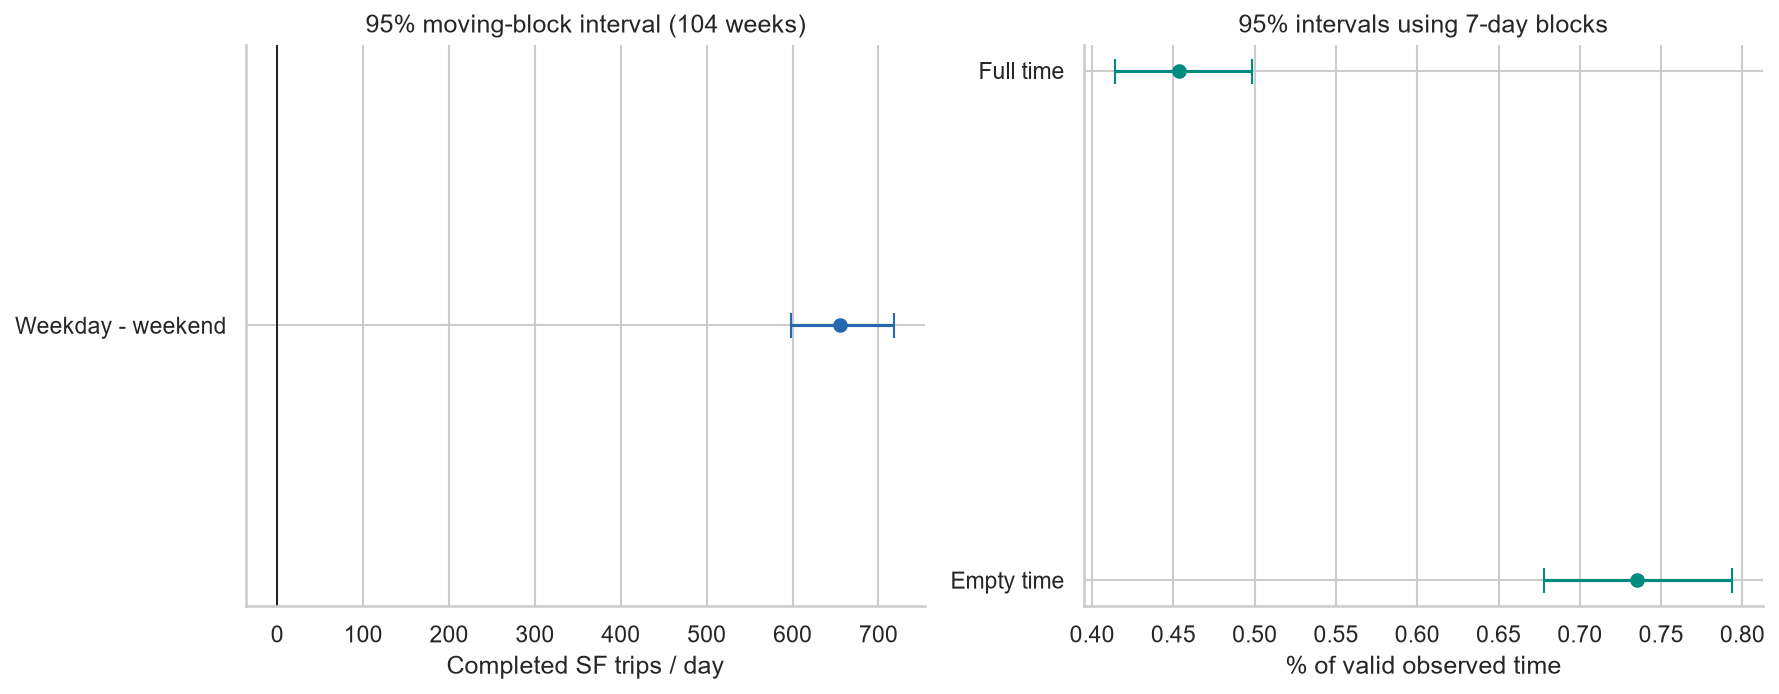 95% moving-block interval (104 weeks)
Weekday - weekend
0 100 200 300 400 500 600 700
Completed SF trips / day
95% intervals using 7-day blocks
Full time
Empty time
0.40 0.45 0.50 0.55 0.60 0.65 0.70 0.75 0.80
% of valid observed time